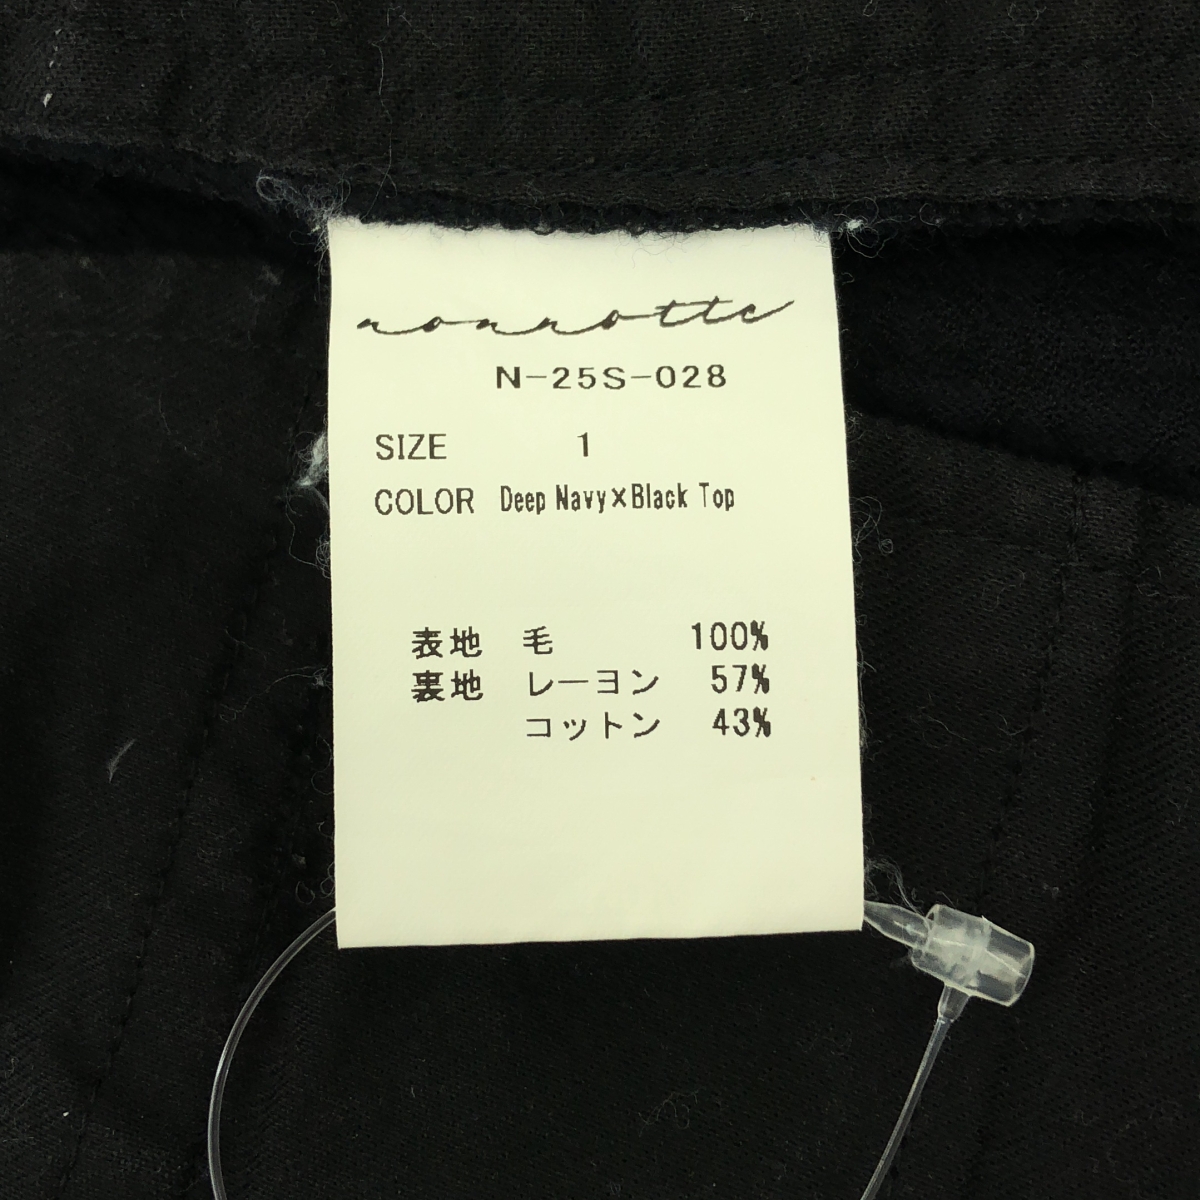 nonnotte
N-25S-028
SIZE 1
COLOR Deep Navy×Black Top
表地 毛 100%
裏地 レーヨン 57%
コットン 43%